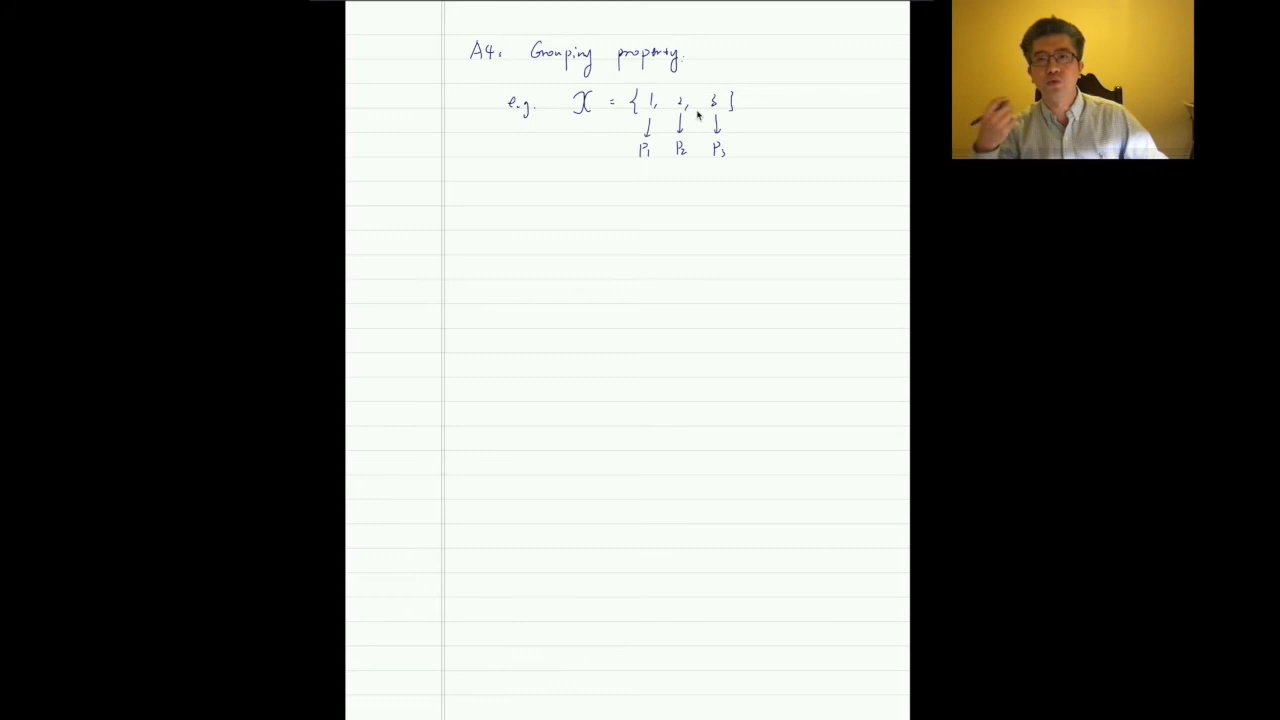 A4. Grouping property.
e.g. X = { 1, 2, 3 }
↓ ↓ ↓
P1 P2 P3